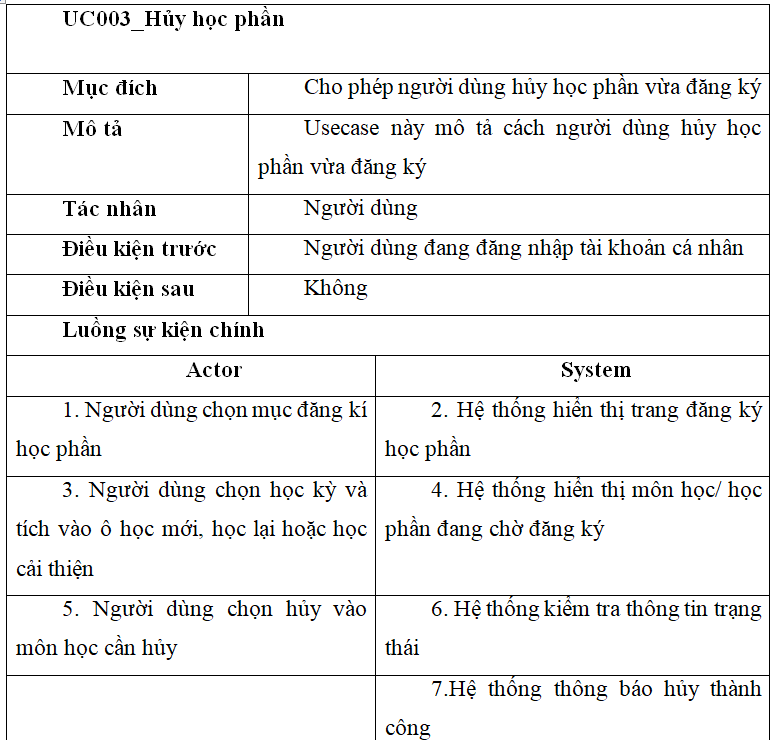 UC003_Hủy học phần
Mục đích
Cho phép người dùng hủy học phần vừa đăng ký
Mô tả
Usecase này mô tả cách người dùng hủy học
phần vừa đăng ký
Tác nhân
Người dùng
Điều kiện trước
Người dùng đang đăng nhập tài khoản cá nhân
Điều kiện sau
Không
Luồng sự kiện chính
Actor
System
1. Người dùng chọn mục đăng kí
học phần
2. Hệ thống hiển thị trang đăng ký
học phần
3. Người dùng chọn học kỳ và
tích vào ô học mới, học lại hoặc học
cải thiện
4. Hệ thống hiển thị môn học/ học
phần đang chờ đăng ký
5. Người dùng chọn hủy vào
môn học cần hủy
6. Hệ thống kiểm tra thông tin trạng
thái
7.Hệ thống thông báo hủy thành
công